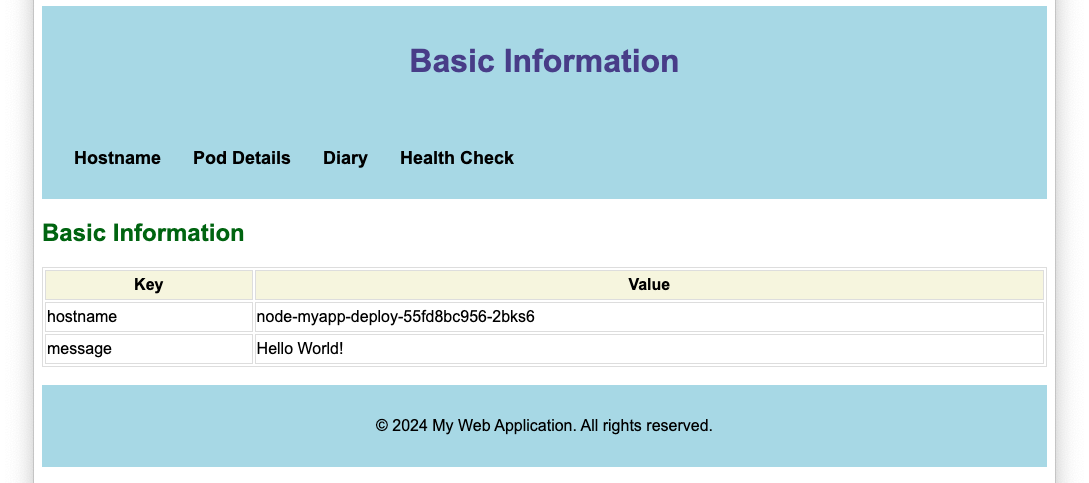 Basic Information
Hostname Pod Details Diary Health Check
Basic Information
Key Value
hostname node-myapp-deploy-55fd8bc956-2bks6
message Hello World!
© 2024 My Web Application. All rights reserved.